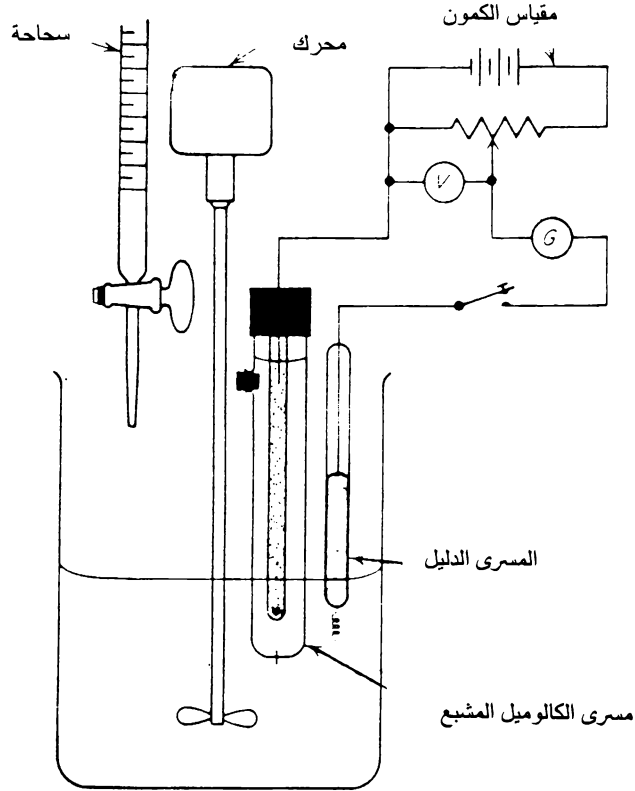 مقياس الكمون
محرك
سحاحة
V
G
المسرى الدليل
مسرى الكالوميل المشبع